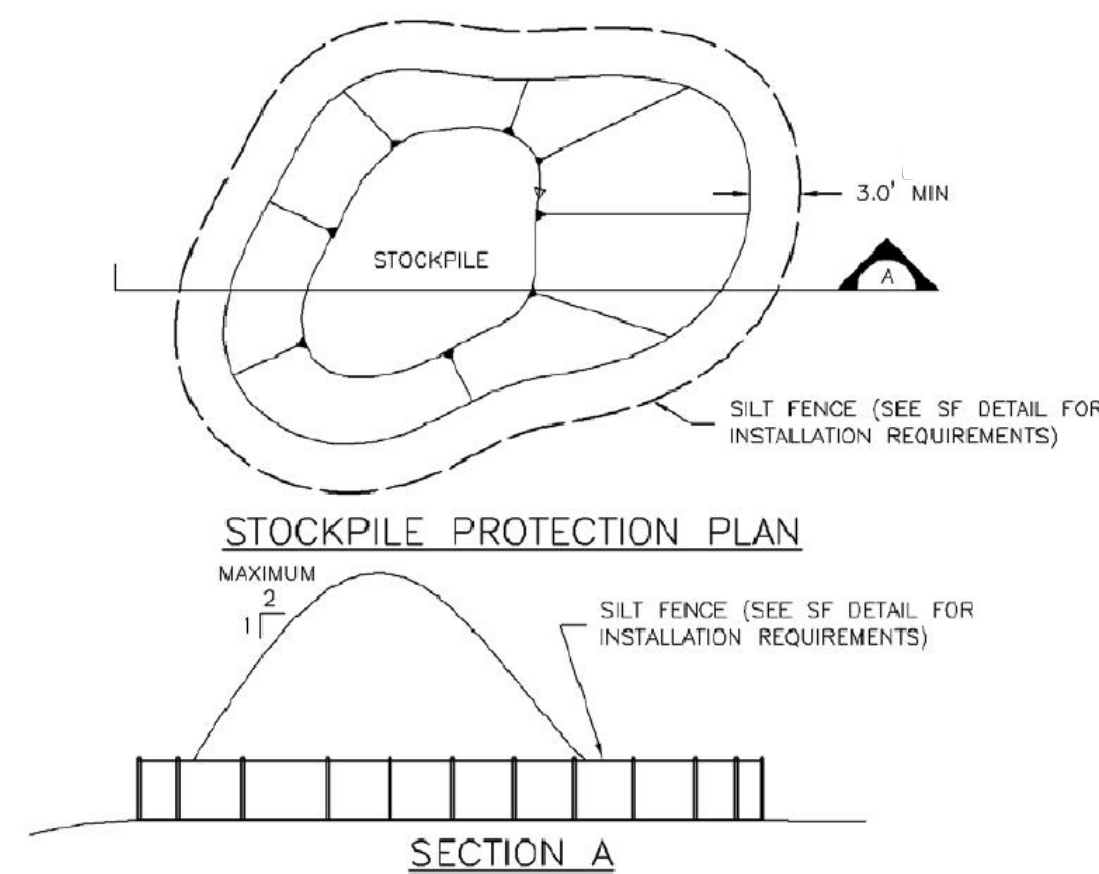 3.0' MIN
STOCKPILE
A
SILT FENCE (SEE SF DETAIL FOR
INSTALLATION REQUIREMENTS)
STOCKPILE PROTECTION PLAN
MAXIMUM
2
1
SILT FENCE (SEE SF DETAIL FOR
INSTALLATION REQUIREMENTS)
SECTION A